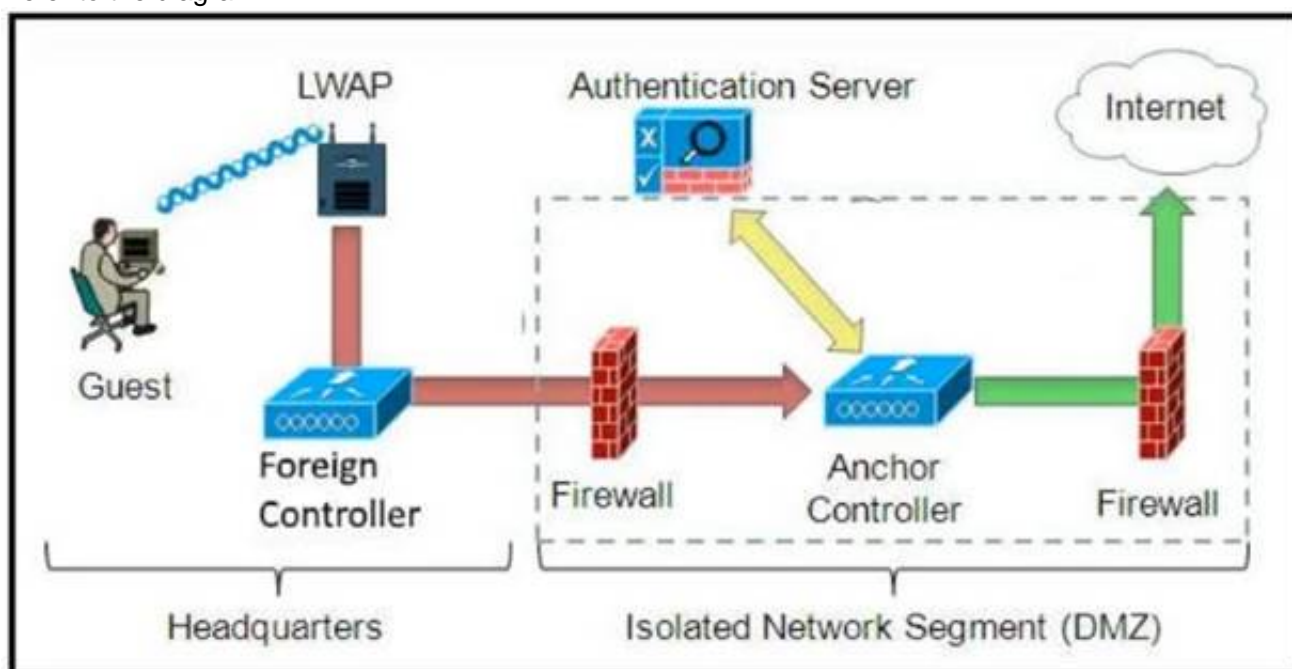 LWAP
Authentication Server
Internet
Guest
Foreign
Controller
Firewall
Anchor
Controller
Firewall
Headquarters
Isolated Network Segment (DMZ)